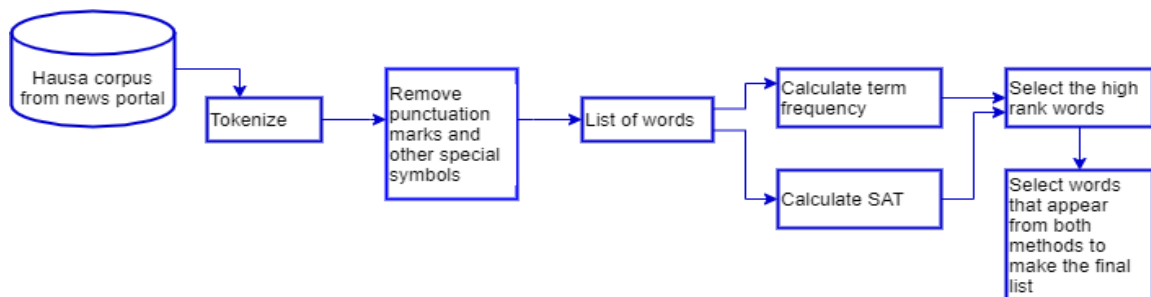 Hausa corpus
from news portal
Tokenize
Remove
punctuation
marks and
other special
symbols
List of words
Calculate term
frequency
Calculate SAT
Select the high
rank words
Select words
that appear
from both
methods to
make the final
list